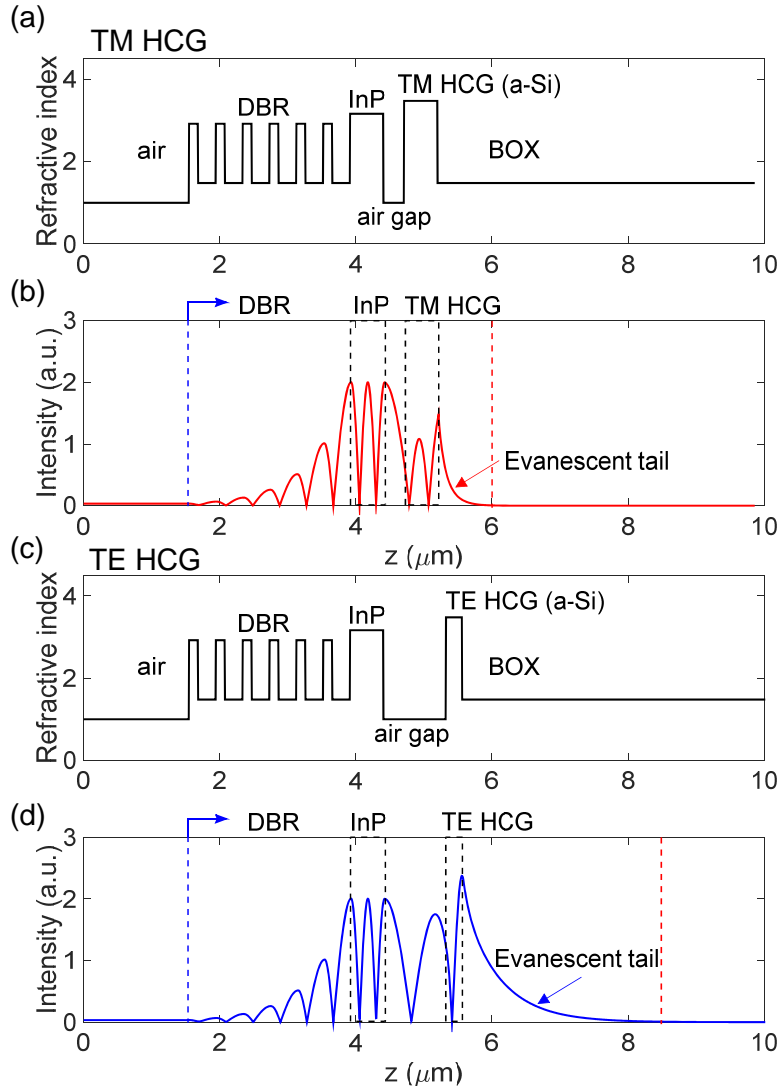 (a)
TM HCG
Refractive index
4
2
0
air
DBR
InP
TM HCG (a-Si)
BOX
air gap
0 2 4 6 8 10
(b)
DBR InP TM HCG
Intensity (a.u.)
3
2
1
0
Evanescent tail
0 2 4 6 8 10
z (μm)
(c)
TE HCG
Refractive index
4
2
0
air
DBR
InP
TE HCG (a-Si)
BOX
air gap
0 2 4 6 8 10
(d)
DBR InP TE HCG
Intensity (a.u.)
3
2
1
0
Evanescent tail
0 2 4 6 8 10
z (μm)